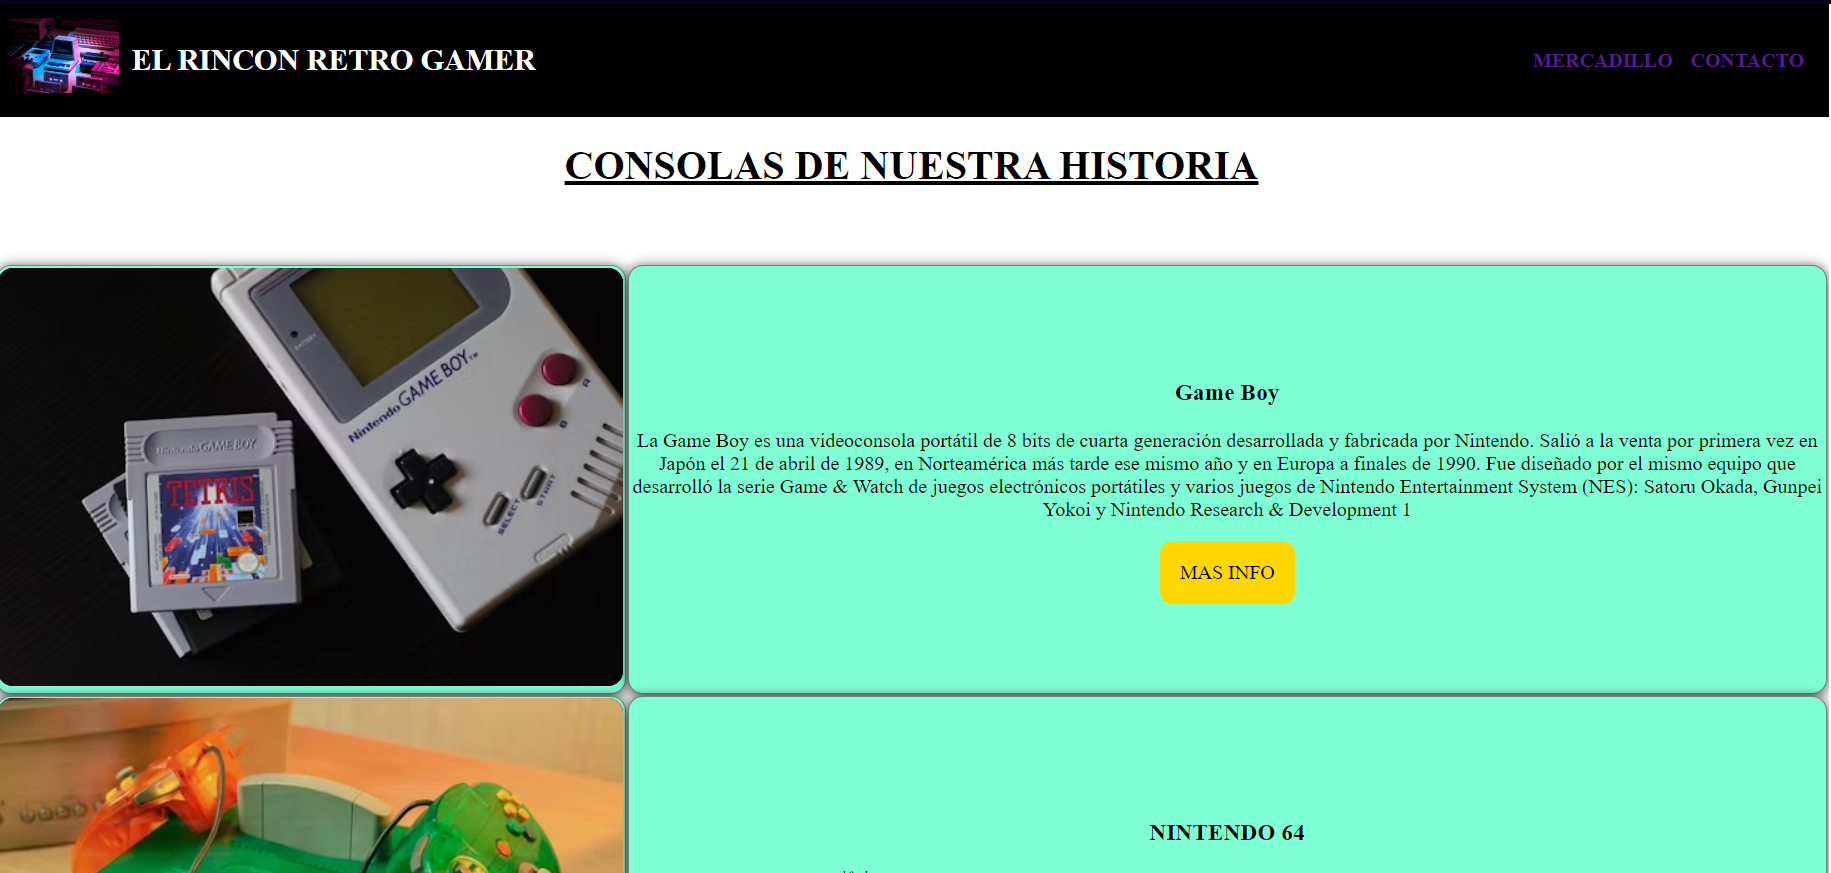 EL RINCON RETRO GAMER
MERCADILLO CONTACTO
CONSOLAS DE NUESTRA HISTORIA
BATTERY
Nintendo GAME BOY™
A
B
SELECT
START
Nintendo GAME BOY
TETRIS
Game Boy
La Game Boy es una videoconsola portátil de 8 bits de cuarta generación desarrollada y fabricada por Nintendo. Salió a la venta por primera vez en
Japón el 21 de abril de 1989, en Norteamérica más tarde ese mismo año y en Europa a finales de 1990. Fue diseñado por el mismo equipo que
desarrolló la serie Game & Watch de juegos electrónicos portátiles y varios juegos de Nintendo Entertainment System (NES): Satoru Okada, Gunpei
Yokoi y Nintendo Research & Development 1
MAS INFO
NINTENDO 64